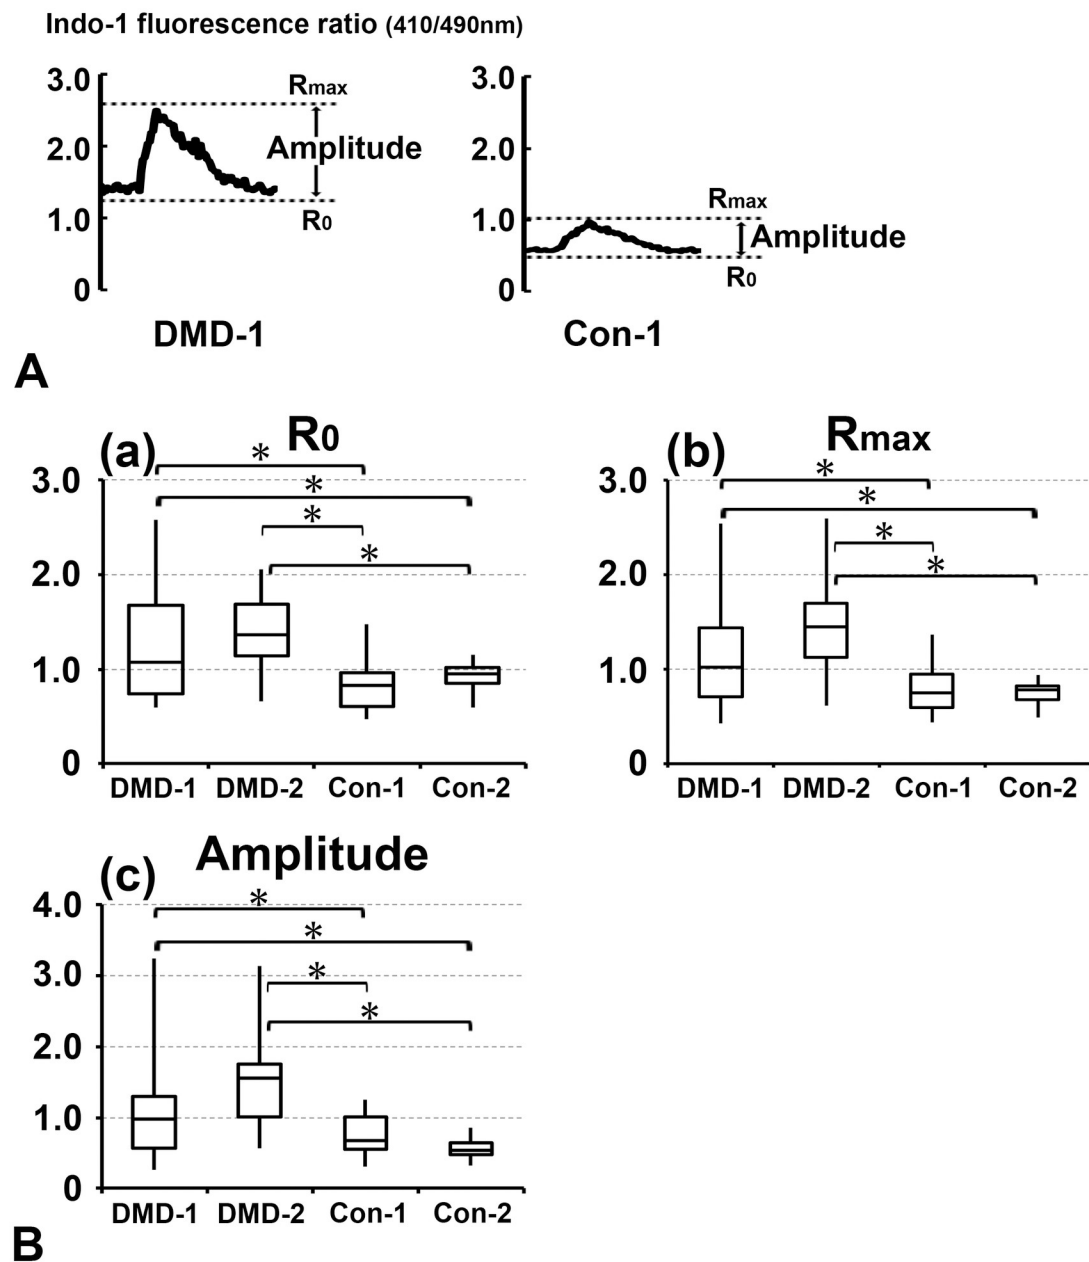 Indo-1 fluorescence ratio (410/490nm)
3.0
2.0
1.0
0
Rmax
Amplitude
R0
DMD-1
3.0
2.0
1.0
0
Rmax
Amplitude
R0
Con-1
A
(a)
R0
3.0
2.0
1.0
0
*
*
*
*
DMD-1 DMD-2 Con-1 Con-2
(b)
Rmax
3.0
2.0
1.0
0
*
*
*
*
DMD-1 DMD-2 Con-1 Con-2
(c)
Amplitude
4.0
3.0
2.0
1.0
0
*
*
*
*
DMD-1 DMD-2 Con-1 Con-2
B